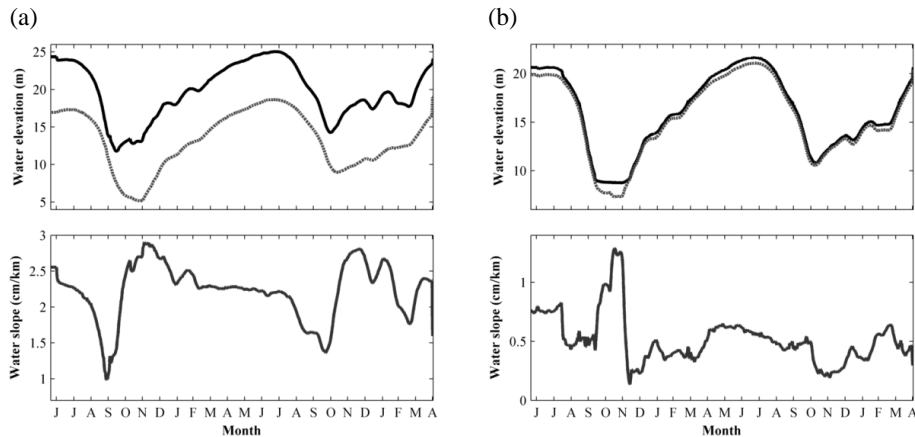 (a)
(b)
Water elevation (m)
25
20
15
10
5
Water elevation (m)
20
15
10
Water slope (cm/km)
3
2.5
2
1.5
1
J J A S O N D J F M A M J J A S O N D J F M A
Month
Water slope (cm/km)
1
0.5
0
J J A S O N D J F M A M J J A S O N D J F M A
Month